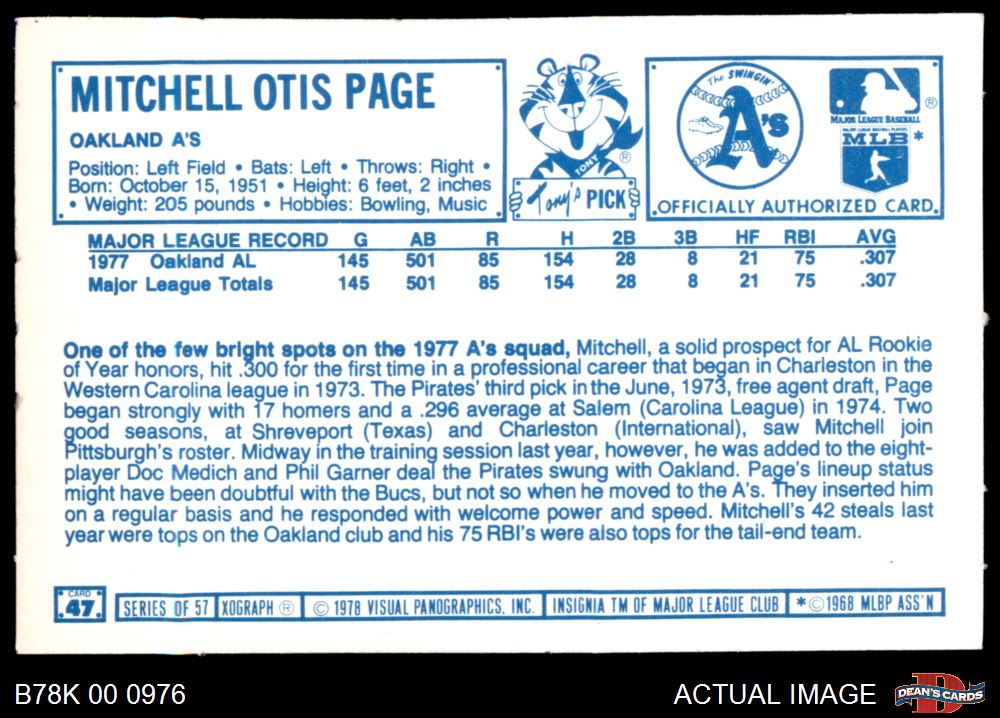 MITCHELL OTIS PAGE
OAKLAND A'S
Position: Left Field • Bats: Left • Throws: Right •
Born: October 15, 1951 • Height: 6 feet, 2 inches
• Weight: 205 pounds • Hobbies: Bowling, Music
TONY
®
Tony's PICK
The SWINGIN'
A's
®
MAJOR LEAGUE BASEBALL
MAJOR LEAGUE BASEBALL PLAYERS
MLB *
OFFICIALLY AUTHORIZED CARD
MAJOR LEAGUE RECORD G AB R H 2B 3B HF RBI AVG
1977 Oakland AL 145 501 85 154 28 8 21 75 .307
Major League Totals 145 501 85 154 28 8 21 75 .307
One of the few bright spots on the 1977 A's squad, Mitchell, a solid prospect for AL Rookie
of Year honors, hit .300 for the first time in a professional career that began in Charleston in the
Western Carolina league in 1973. The Pirates' third pick in the June, 1973, free agent draft, Page
began strongly with 17 homers and a .296 average at Salem (Carolina League) in 1974. Two
good seasons, at Shreveport (Texas) and Charleston (International), saw Mitchell join
Pittsburgh's roster. Midway in the training session last year, however, he was added to the eight-
player Doc Medich and Phil Garner deal the Pirates swung with Oakland. Page's lineup status
might have been doubtful with the Bucs, but not so when he moved to the A's. They inserted him
on a regular basis and he responded with welcome power and speed. Mitchell's 42 steals last
year were tops on the Oakland club and his 75 RBI's were also tops for the tail-end team.
CARD
47
SERIES OF 57 XOGRAPH ® © 1978 VISUAL PANOGRAPHICS, INC. INSIGNIA TM OF MAJOR LEAGUE CLUB * © 1968 MLBP ASS'N
B78K 00 0976
ACTUAL IMAGE
DEAN'S CARDS